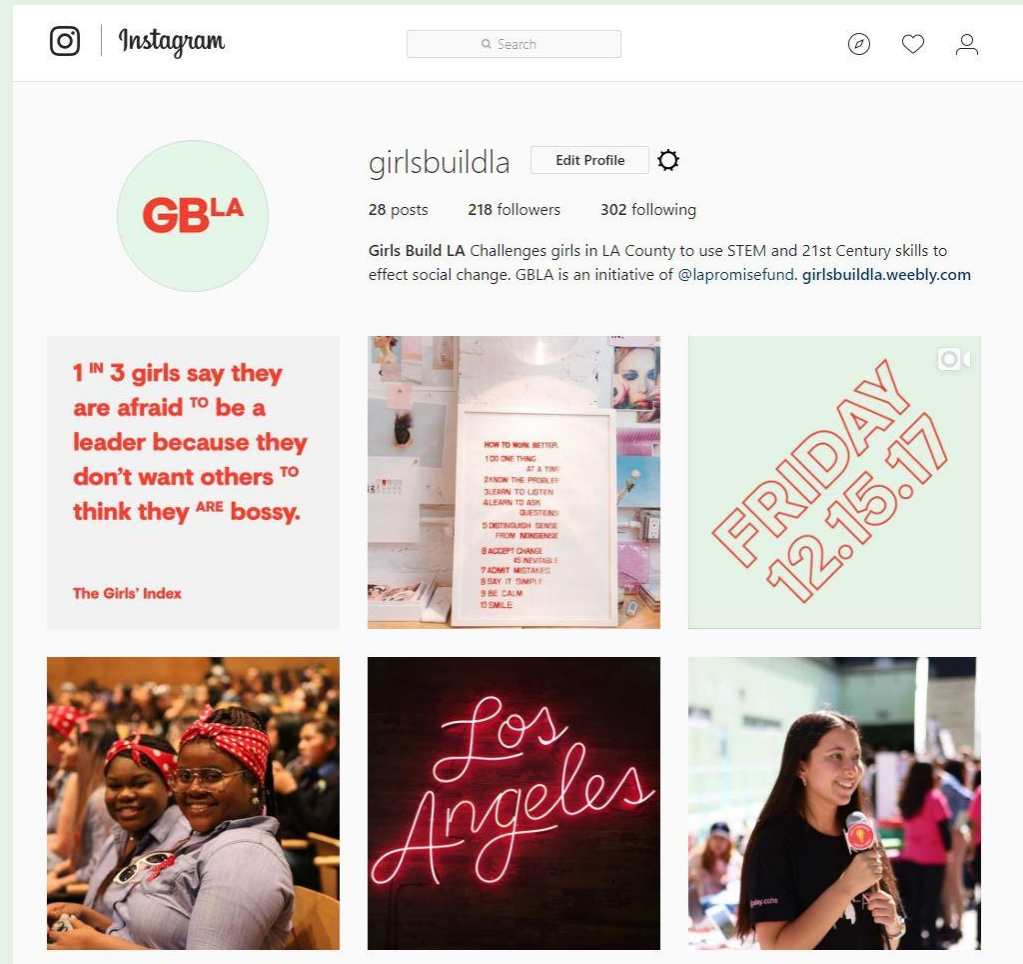 Instagram
Search
girlsbuildla
Edit Profile
28 posts 218 followers 302 following
Girls Build LA Challenges girls in LA County to use STEM and 21st Century skills to
effect social change. GBLA is an initiative of @lapromisefund. girlsbuildla.weebly.com
GBLA
1 IN 3 girls say they
are afraid TO be a
leader because they
don't want others TO
think they ARE bossy.
The Girls' Index
HOW TO WORK BETTER.
1 DO ONE THING
AT A TIME
2 KNOW THE PROBLEM
3 LEARN TO LISTEN
4 LEARN TO ASK
QUESTIONS
5 DISTINGUISH SENSE
FROM NONSENSE
6 ACCEPT CHANGE
AS INEVITABLE
7 ADMIT MISTAKES
8 SAY IT SIMPLE
9 BE CALM
10 SMILE
FRIDAY
12.15.17
Los
Angeles